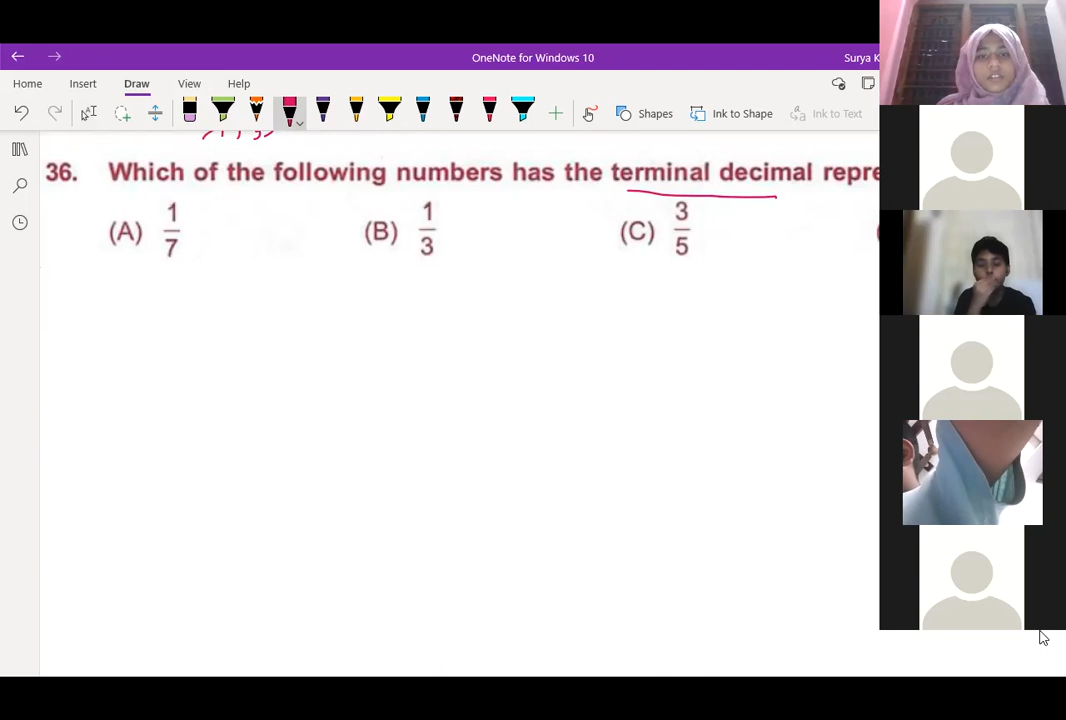 OneNote for Windows 10
Surya K
Home Insert Draw View Help
Shapes Ink to Shape Ink to Text
36. Which of the following numbers has the terminal decimal repre
(A) 1/7 (B) 1/3 (C) 3/5